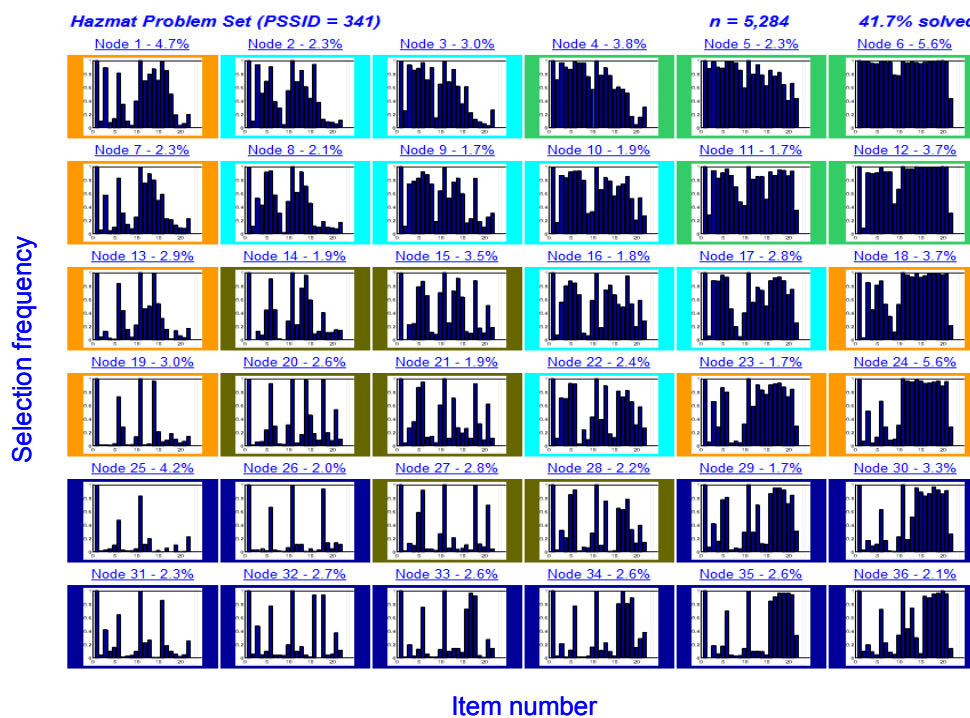 Hazmat Problem Set (PSSID = 341) n = 5,284 41.7% solved
Node 1 - 4.7% Node 2 - 2.3% Node 3 - 3.0% Node 4 - 3.8% Node 5 - 2.3% Node 6 - 5.6%
Node 7 - 2.3% Node 8 - 2.1% Node 9 - 1.7% Node 10 - 1.9% Node 11 - 1.7% Node 12 - 3.7%
Node 13 - 2.9% Node 14 - 1.9% Node 15 - 3.5% Node 16 - 1.8% Node 17 - 2.8% Node 18 - 3.7%
Node 19 - 3.0% Node 20 - 2.6% Node 21 - 1.9% Node 22 - 2.4% Node 23 - 1.7% Node 24 - 5.6%
Node 25 - 4.2% Node 26 - 2.0% Node 27 - 2.8% Node 28 - 2.2% Node 29 - 1.7% Node 30 - 3.3%
Node 31 - 2.3% Node 32 - 2.7% Node 33 - 2.6% Node 34 - 2.6% Node 35 - 2.6% Node 36 - 2.1%
Selection frequency
Item number